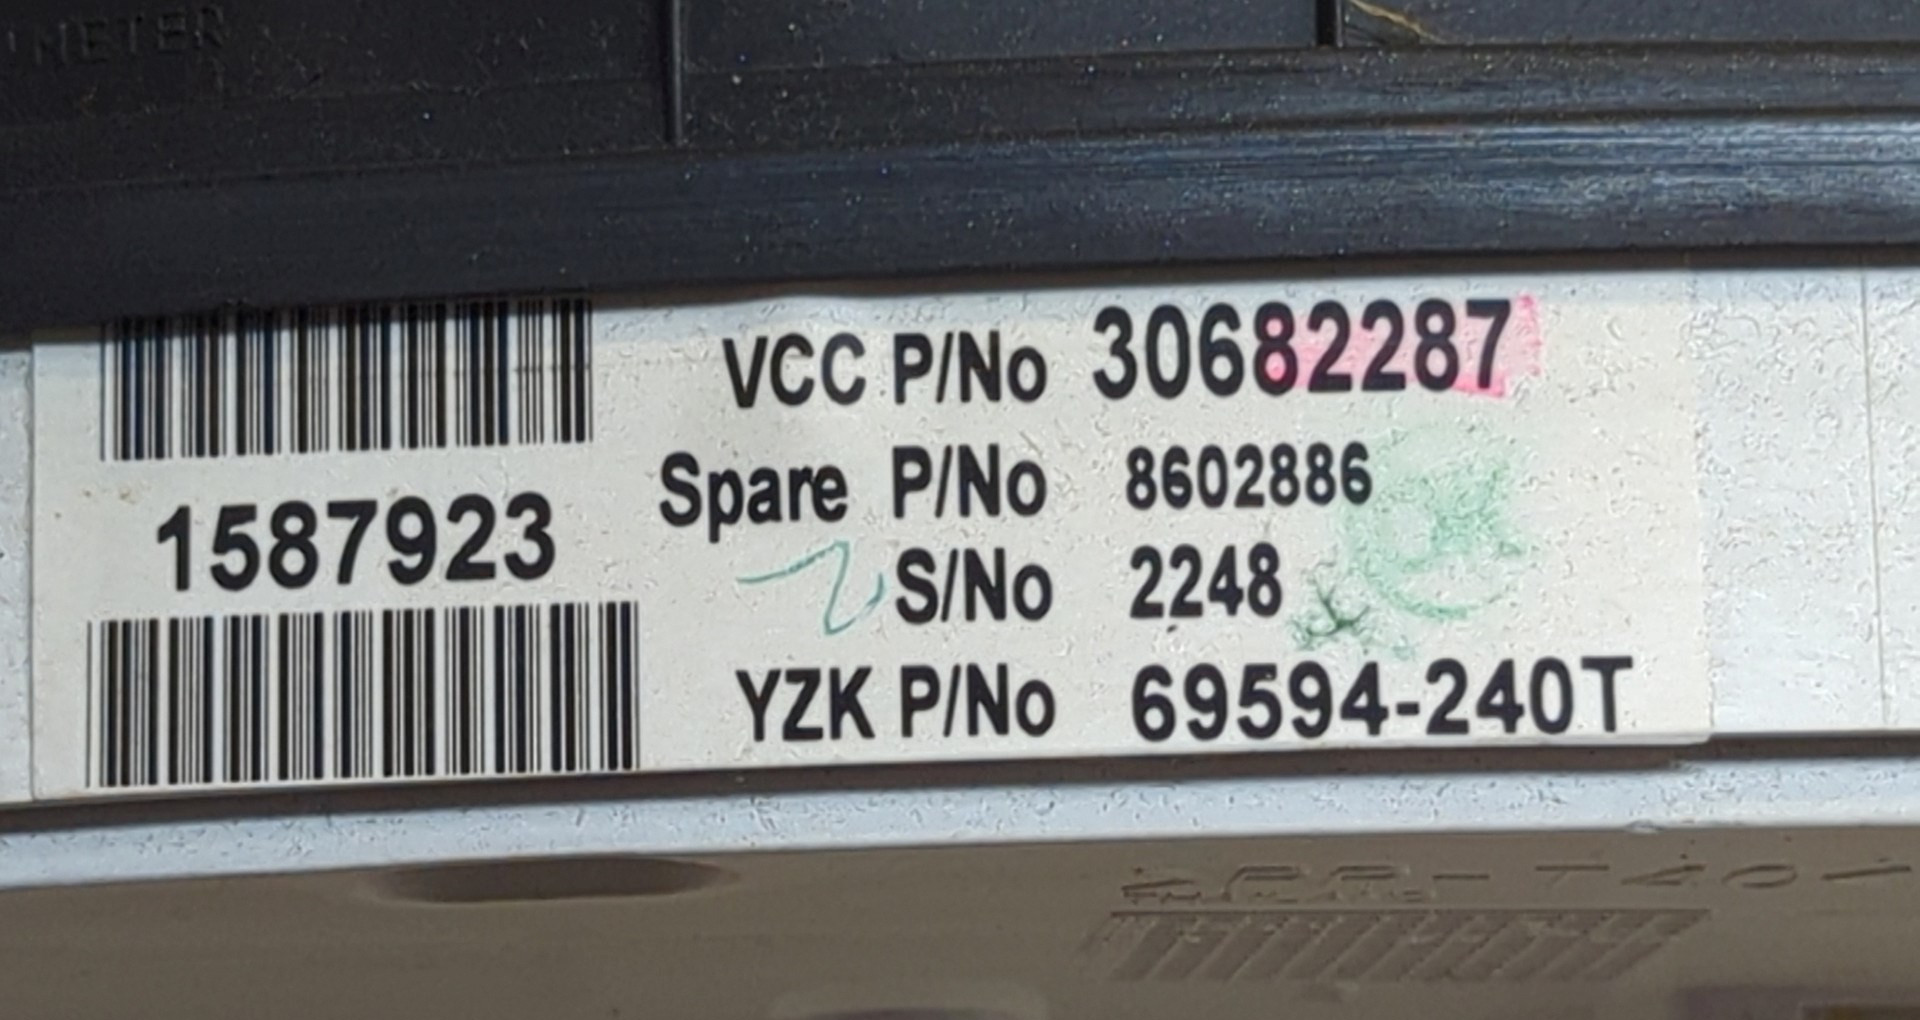 METER
VCC P/No 30682287
Spare P/No 8602886
1587923
S/No 2248
YZK P/No 69594-240T